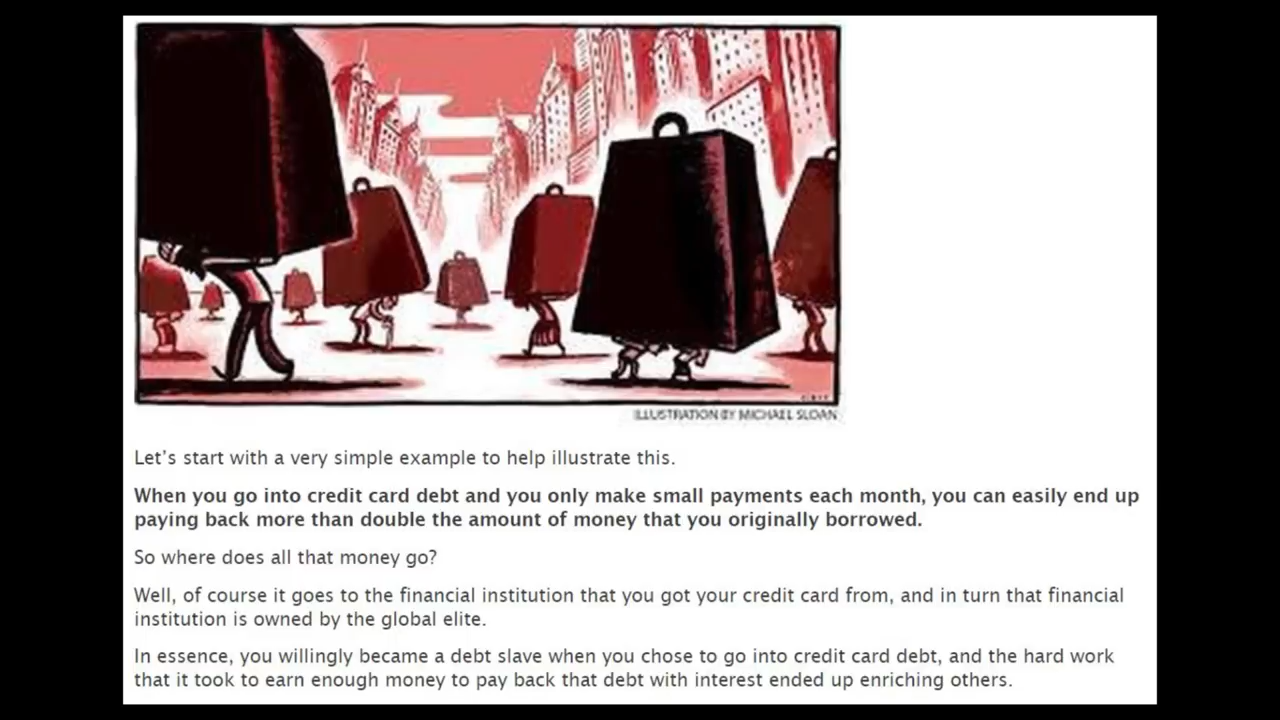 ILLUSTRATION BY MICHAEL SLOAN
Let's start with a very simple example to help illustrate this.
When you go into credit card debt and you only make small payments each month, you can easily end up
paying back more than double the amount of money that you originally borrowed.
So where does all that money go?
Well, of course it goes to the financial institution that you got your credit card from, and in turn that financial
institution is owned by the global elite.
In essence, you willingly became a debt slave when you chose to go into credit card debt, and the hard work
that it took to earn enough money to pay back that debt with interest ended up enriching others.